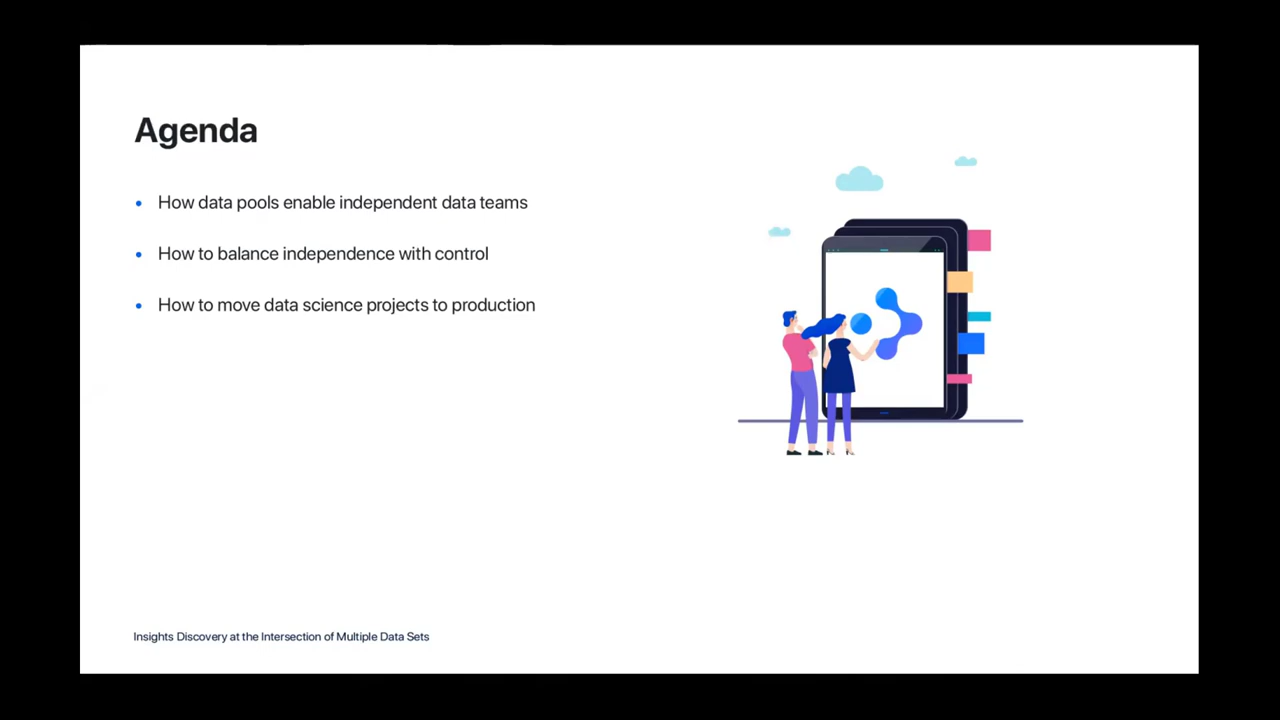 Agenda
How data pools enable independent data teams
How to balance independence with control
How to move data science projects to production
Insights Discovery at the Intersection of Multiple Data Sets